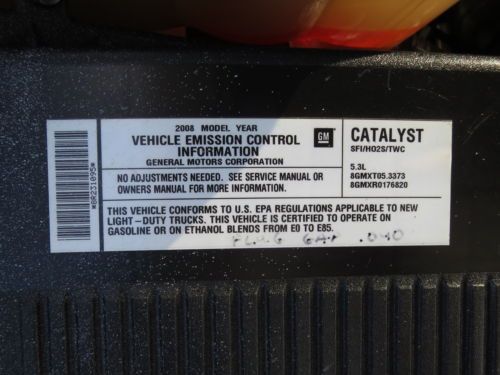 *BR231095*
2008 MODEL YEAR
VEHICLE EMISSION CONTROL
INFORMATION
GENERAL MOTORS CORPORATION
GM
CATALYST
SFI/HO2S/TWC
5.3L
8GMXT05.3373
8GMXR0176820
NO ADJUSTMENTS NEEDED. SEE SERVICE MANUAL OR
OWNERS MANUAL FOR MORE INFORMATION.
THIS VEHICLE CONFORMS TO U.S. EPA REGULATIONS APPLICABLE TO NEW
LIGHT-DUTY TRUCKS. THIS VEHICLE IS CERTIFIED TO OPERATE ON
GASOLINE OR ON ETHANOL BLENDS FROM E0 TO E85.
PLUG GAP .040